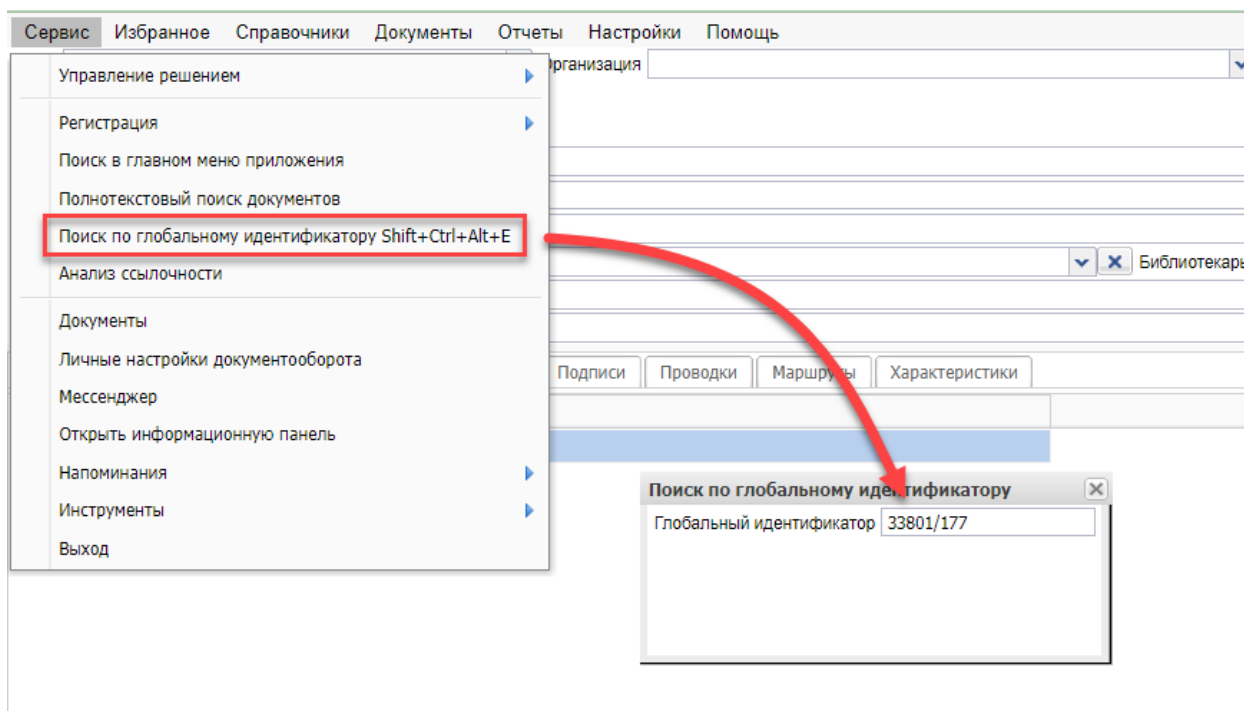 Сервис Избранное Справочники Документы Отчеты Настройки Помощь
Управление решением
Организация
Регистрация
Поиск в главном меню приложения
Полнотекстовый поиск документов
Поиск по глобальному идентификатору Shift+Ctrl+Alt+E
Анализ ссылочности
Библиотекарь
Документы
Личные настройки документооборота
Подписи Проводки Маршруты Характеристики
Мессенджер
Открыть информационную панель
Напоминания
Инструменты
Выход
Поиск по глобальному идентификатору
Глобальный идентификатор 33801/177